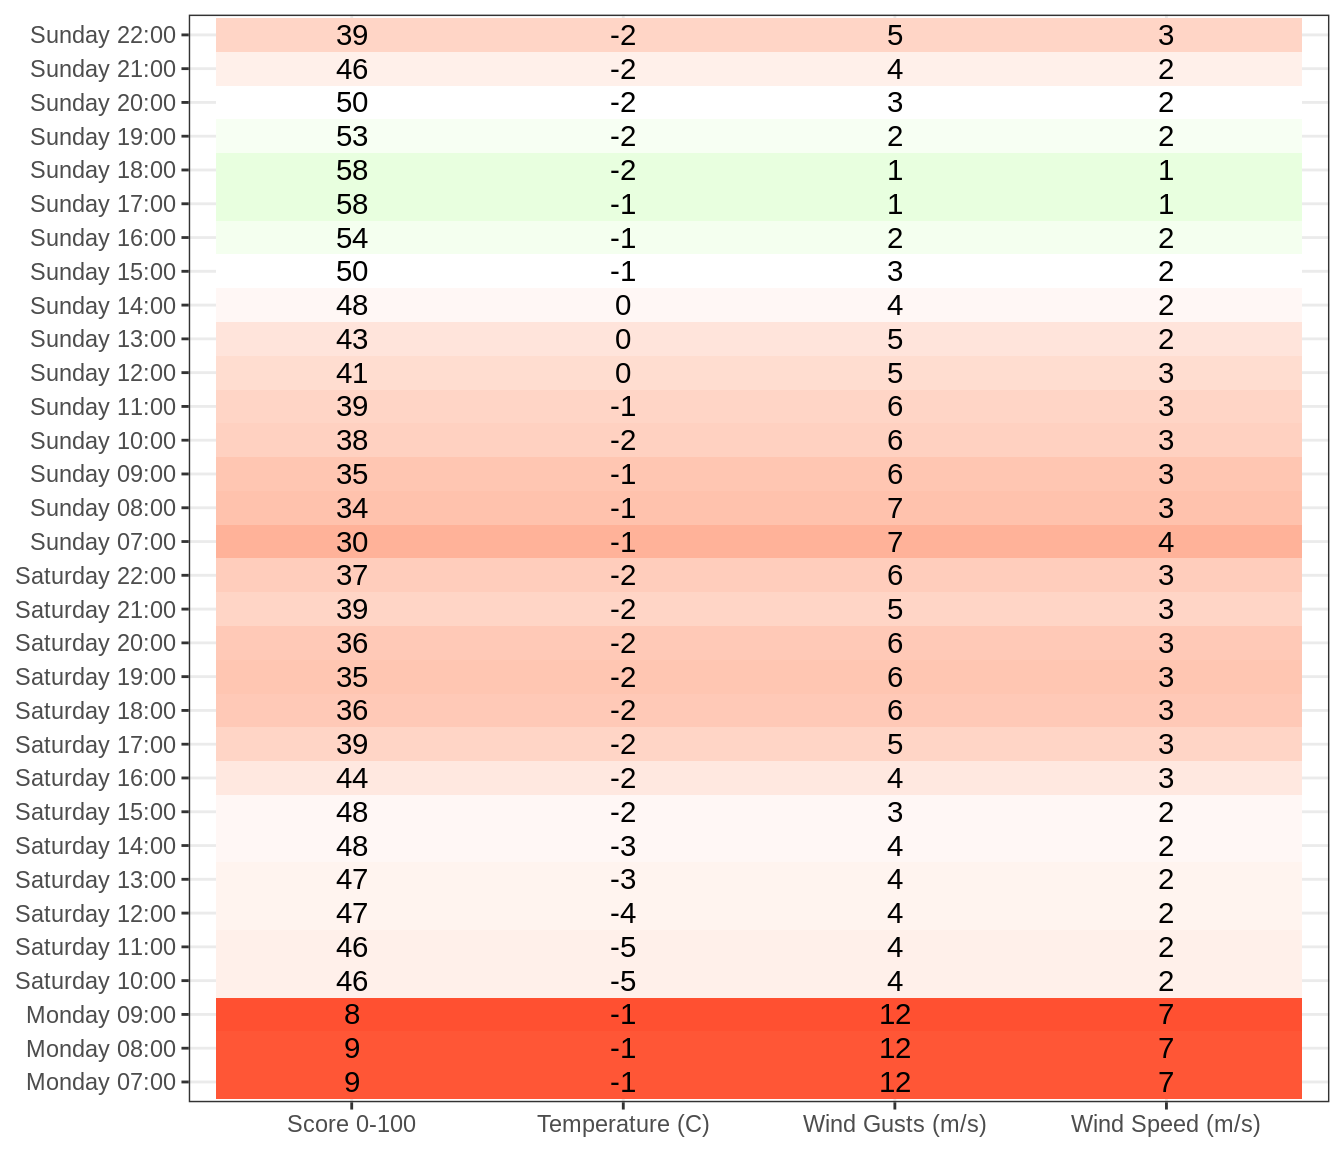 Sunday 22:00 39 -2 5 3
Sunday 21:00 46 -2 4 2
Sunday 20:00 50 -2 3 2
Sunday 19:00 53 -2 2 2
Sunday 18:00 58 -2 1 1
Sunday 17:00 58 -1 1 1
Sunday 16:00 54 -1 2 2
Sunday 15:00 50 -1 3 2
Sunday 14:00 48 0 4 2
Sunday 13:00 43 0 5 2
Sunday 12:00 41 0 5 3
Sunday 11:00 39 -1 6 3
Sunday 10:00 38 -2 6 3
Sunday 09:00 35 -1 6 3
Sunday 08:00 34 -1 7 3
Sunday 07:00 30 -1 7 4
Saturday 22:00 37 -2 6 3
Saturday 21:00 39 -2 5 3
Saturday 20:00 36 -2 6 3
Saturday 19:00 35 -2 6 3
Saturday 18:00 36 -2 6 3
Saturday 17:00 39 -2 5 3
Saturday 16:00 44 -2 4 3
Saturday 15:00 48 -2 3 2
Saturday 14:00 48 -3 4 2
Saturday 13:00 47 -3 4 2
Saturday 12:00 47 -4 4 2
Saturday 11:00 46 -5 4 2
Saturday 10:00 46 -5 4 2
Monday 09:00 8 -1 12 7
Monday 08:00 9 -1 12 7
Monday 07:00 9 -1 12 7
Score 0-100 Temperature (C) Wind Gusts (m/s) Wind Speed (m/s)